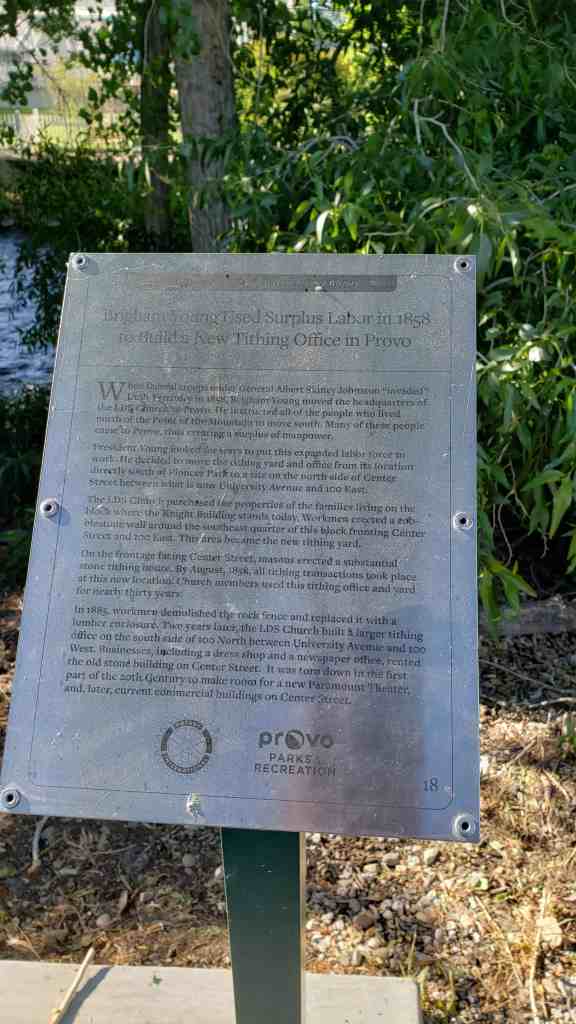 Brigham Young Used Surplus Labor in 1858
to Build a New Tithing Office in Provo
When federal troops under General Albert Sidney Johnston "invaded"
Utah Territory in 1858, Brigham Young moved the headquarters of
the LDS Church to Provo. He instructed all of the people who lived
north of the Point of the Mountain to move south. Many of these people
came to Provo, thus creating a surplus of manpower.
President Young looked for ways to put this expanded labor force to
work. He decided to move the tithing yard and office from its location
directly south of Pioneer Park to a site on the north side of Center
Street between what is now University Avenue and 100 East.
The LDS Church purchased the properties of the families living on the
block where the Knight Building stands today. Workmen erected a cob-
blestone wall around the southeast quarter of this block fronting Center
Street and 100 East. This area became the new tithing yard.
On the frontage facing Center Street, masons erected a substantial
stone tithing house. By August, 1858, all tithing transactions took place
at this new location. Church members used this tithing office and yard
for nearly thirty years.
In 1885, workmen demolished the rock fence and replaced it with a
lumber enclosure. Two years later, the LDS Church built a larger tithing
office on the south side of 100 North between University Avenue and 100
West. Businesses, including a dress shop and a newspaper office, rented
the old stone building on Center Street. It was torn down in the first
part of the 20th Century to make room for a new Paramount Theater,
and, later, current commercial buildings on Center Street.
ROTARY
INTERNATIONAL
provo
PARKS &
RECREATION
18